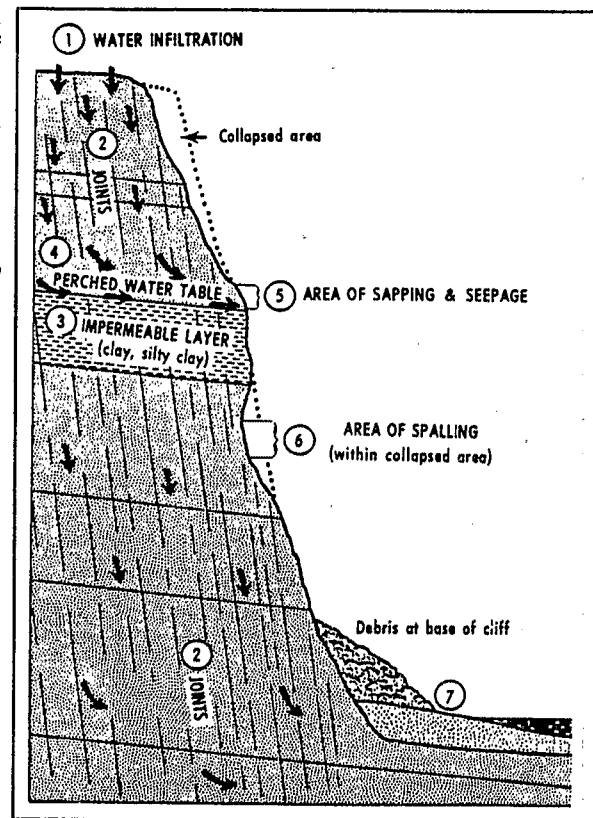 1 WATER INFILTRATION
Collapsed area
2
JOINTS
4
PERCHED WATER TABLE
5 AREA OF SAPPING & SEEPAGE
3 IMPERMEABLE LAYER
(clay, silty clay)
6 AREA OF SPALLING
(within collapsed area)
Debris at base of cliff
2
JOINTS
7